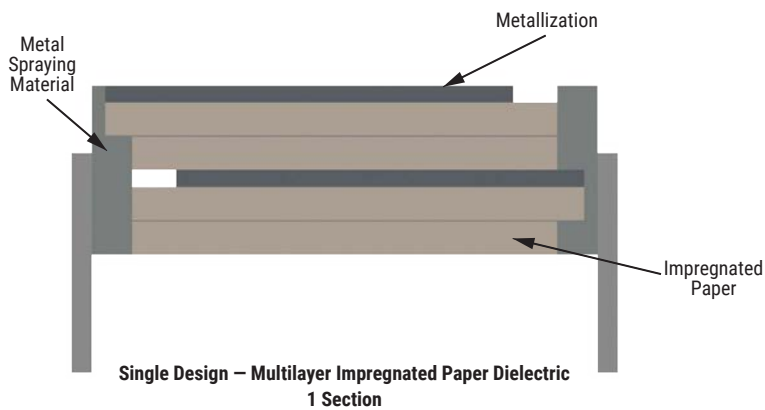 Metallization
Metal
Spraying
Material
Impregnated
Paper
Single Design — Multilayer Impregnated Paper Dielectric
1 Section